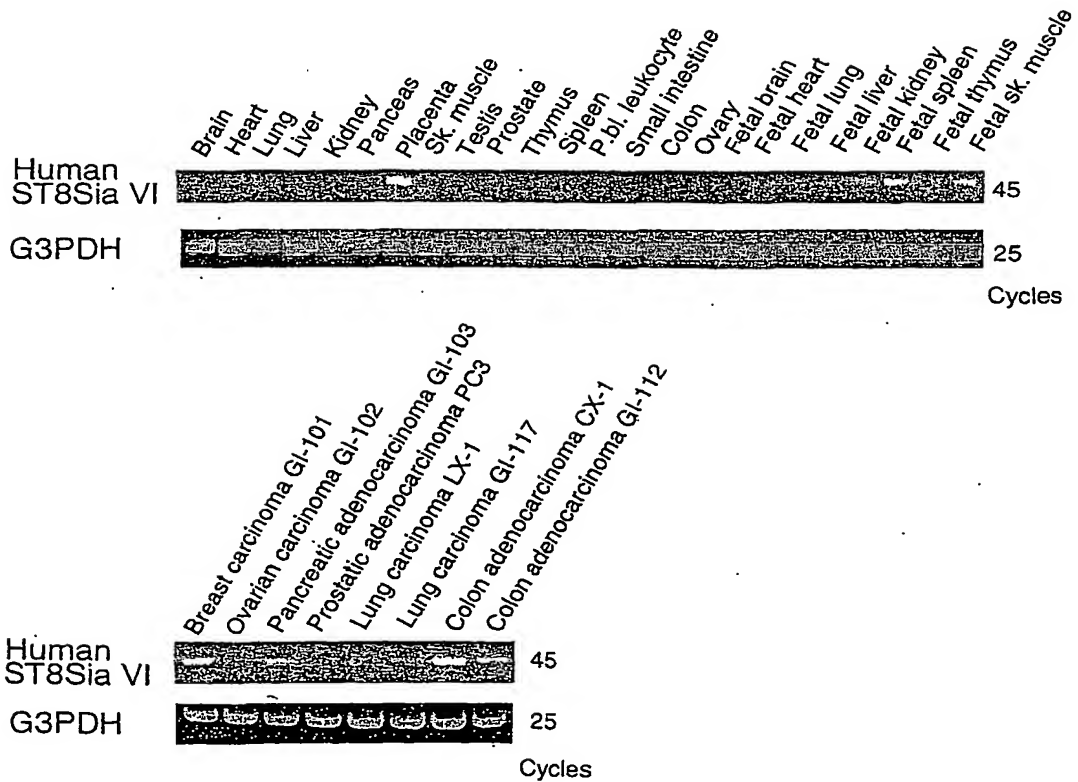 Brain
Heart
Lung
Liver
Kidney
Pancreas
Placenta
Sk. muscle
Testis
Prostate
Thymus
Spleen
P.bl. leukocyte
Small intestine
Colon
Ovary
Fetal brain
Fetal heart
Fetal lung
Fetal liver
Fetal kidney
Fetal spleen
Fetal thymus
Fetal sk. muscle
Human
ST8Sia VI
45
G3PDH
25
Cycles
Breast carcinoma GI-101
Ovarian carcinoma GI-102
Pancreatic adenocarcinoma GI-103
Prostatic adenocarcinoma PC3
Lung carcinoma LX-1
Lung carcinoma GI-117
Colon adenocarcinoma CX-1
Colon adenocarcinoma GI-112
Human
ST8Sia VI
45
G3PDH
25
Cycles